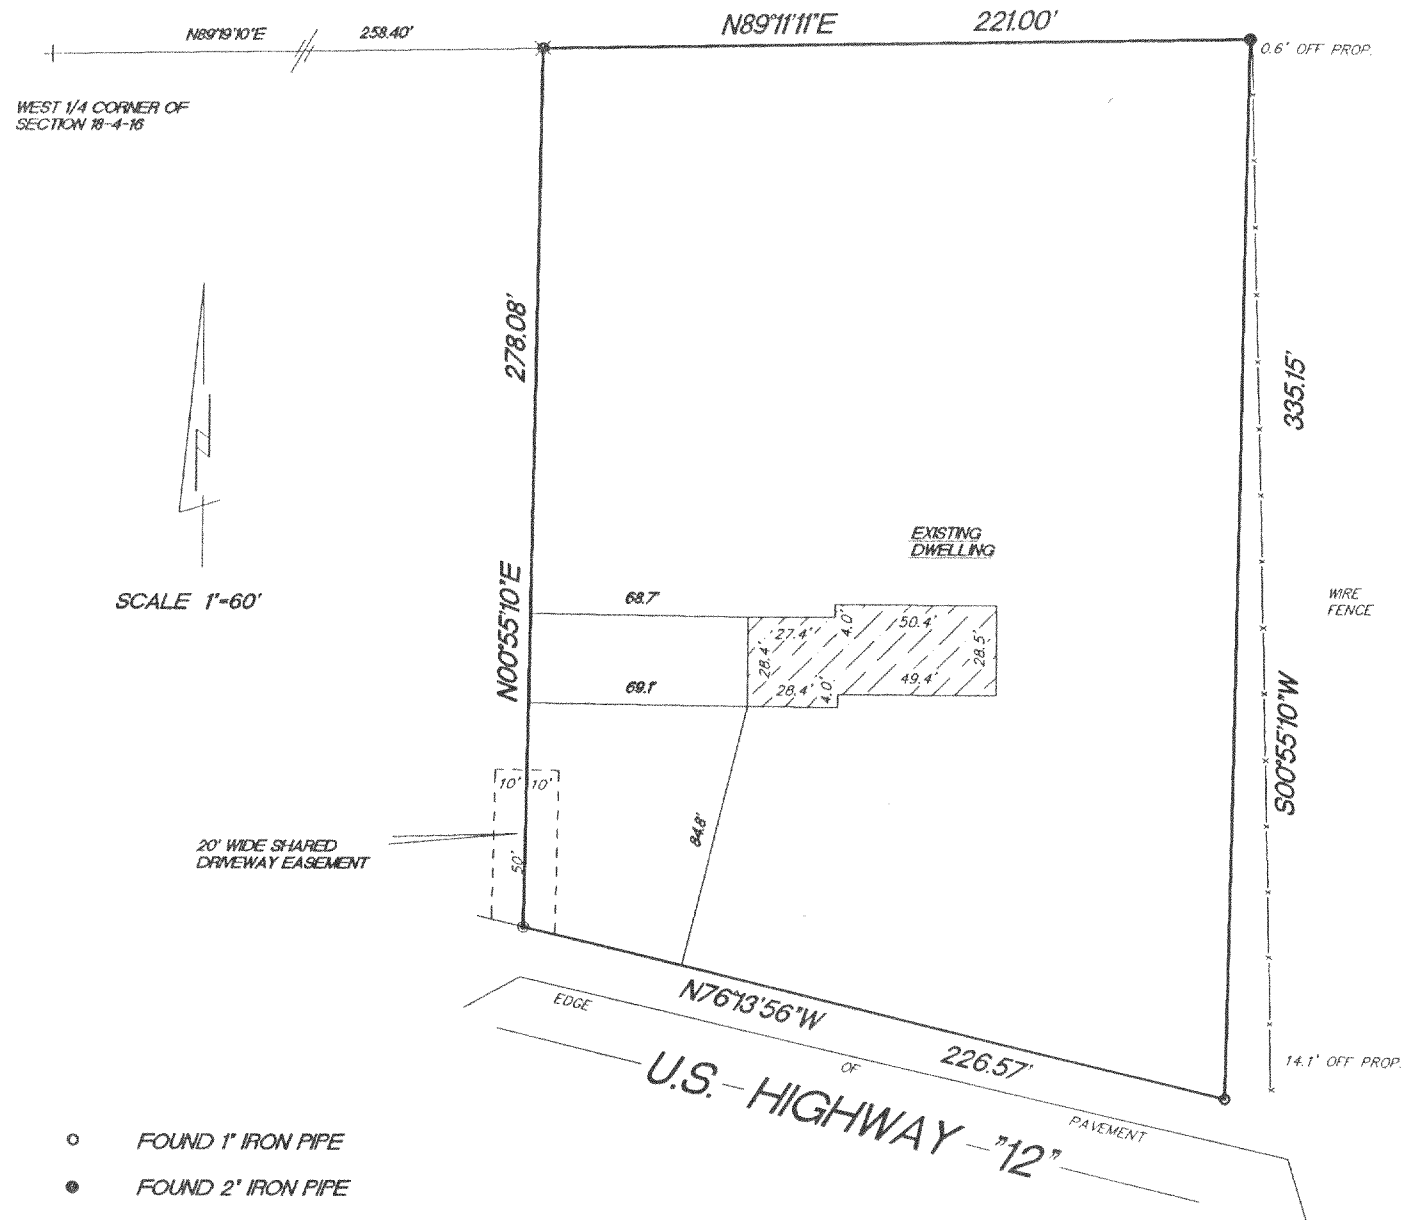 N89°19'10"E 258.40'
N89°11'11"E 221.00'
0.6' OFF PROP.
WEST 1/4 CORNER OF
SECTION 18-4-16
278.08'
335.15'
SCALE 1"=60'
N00°55'10"E
EXISTING
DWELLING
WIRE
FENCE
68.7'
27.4'
4.0'
50.4'
28.4'
28.5'
69.1'
28.4'
4.0'
49.4'
S00°55'10"W
10' 10'
20' WIDE SHARED
DRIVEWAY EASEMENT
50'
84.8'
N76°13'56"W 226.57'
EDGE OF PAVEMENT
14.1' OFF PROP.
U.S. HIGHWAY "12"
FOUND 1" IRON PIPE
FOUND 2" IRON PIPE